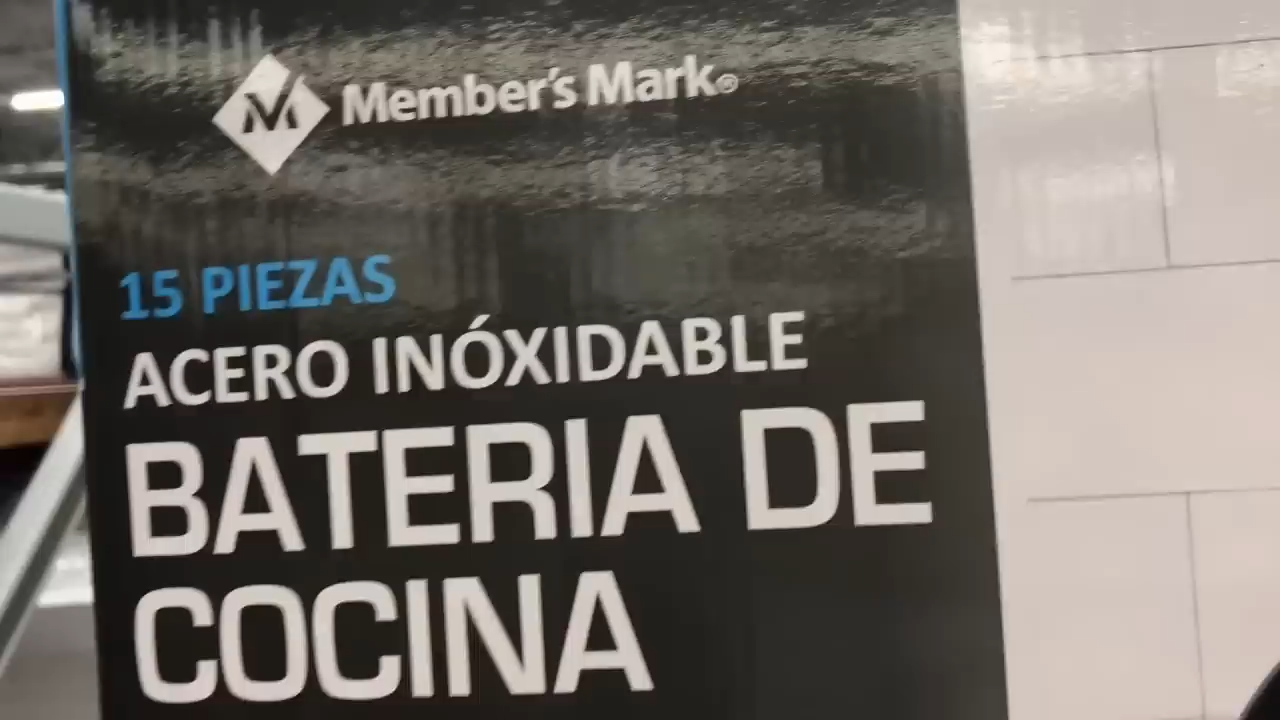 Member's Mark®
15 PIEZAS
ACERO INÓXIDABLE
BATERIA DE
COCINA